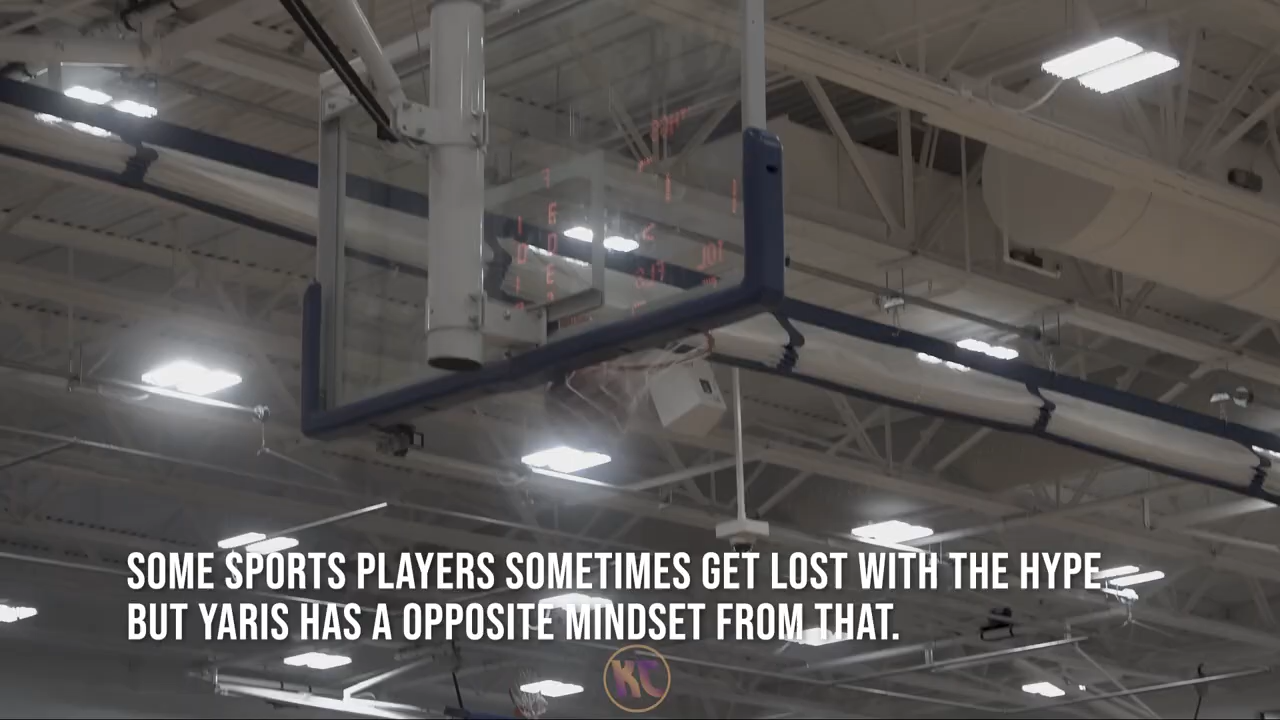 SOME SPORTS PLAYERS SOMETIMES GET LOST WITH THE HYPE.
BUT YARIS HAS A OPPOSITE MINDSET FROM THAT.
KC